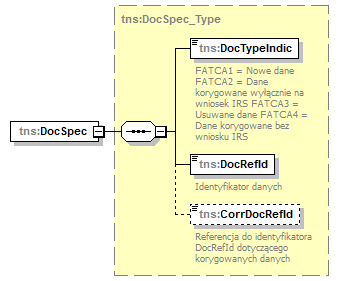 tns:DocSpec_Type
tns:DocTypeIndic
FATCA1 = Nowe dane
FATCA2 = Dane
korygowane wyłącznie na
wniosek IRS FATCA3 =
Usuwane dane FATCA4 =
Dane korygowane bez
wniosku IRS
tns:DocSpec
tns:DocRefId
Identyfikator danych
tns:CorrDocRefId
Referencja do identyfikatora
DocRefId dotyczącego
korygowanych danych